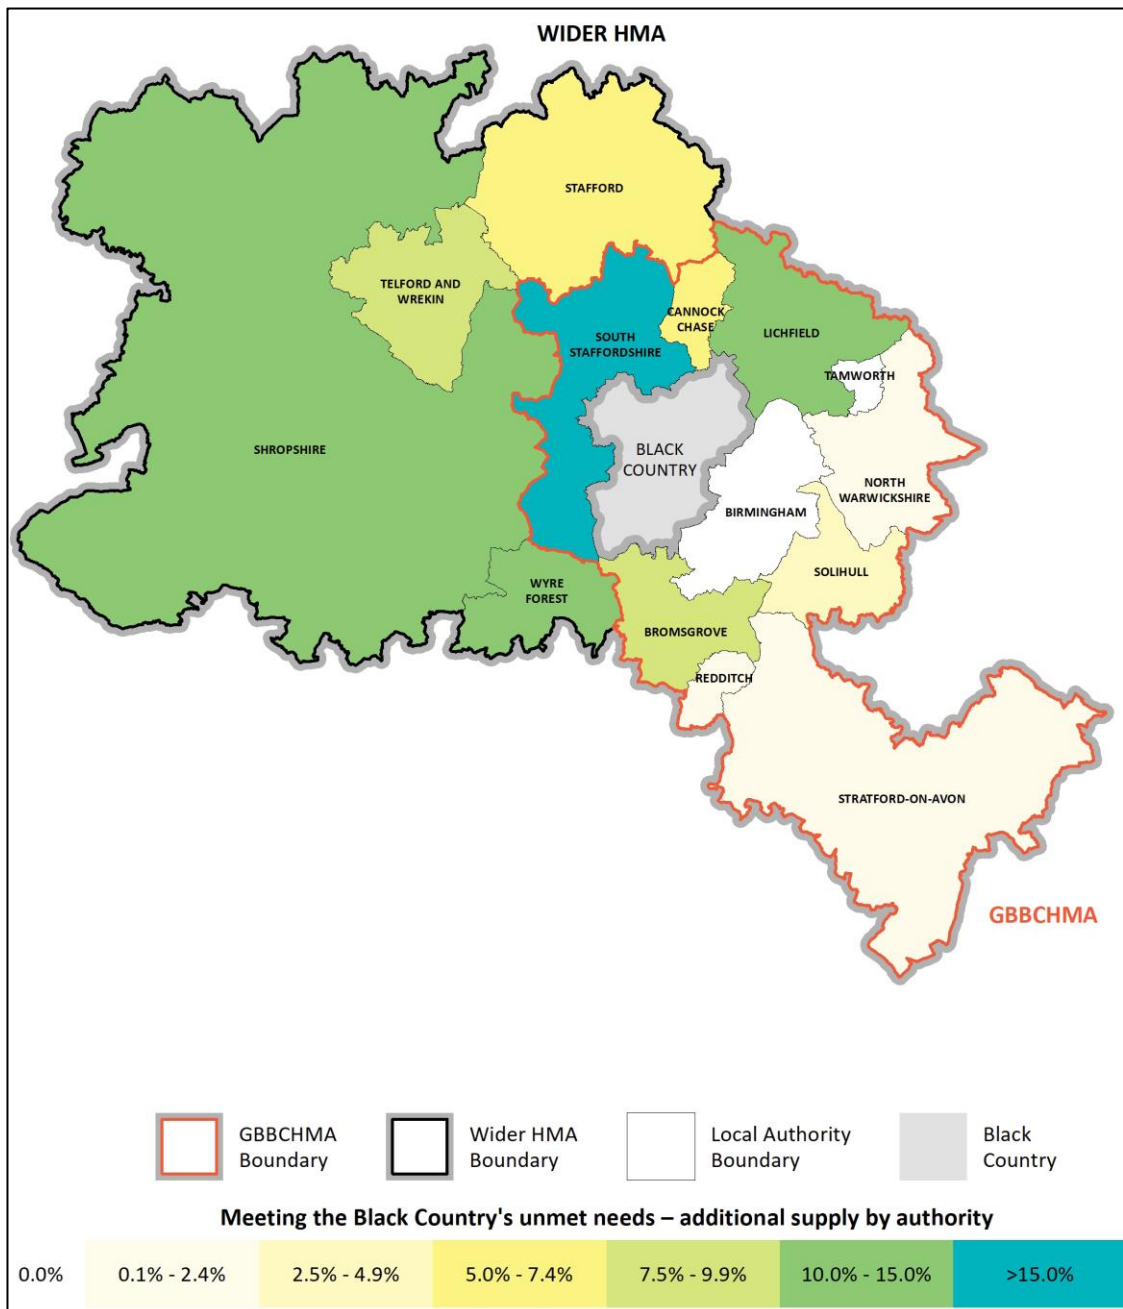 WIDER HMA
STAFFORD
TELFORD AND
WREKIN
CANNOCK
CHASE
SOUTH
STAFFORDSHIRE
LICHFIELD
TAMWORTH
SHROPSHIRE
BLACK
COUNTRY
NORTH
WARWICKSHIRE
BIRMINGHAM
SOLIHULL
WYRE
FOREST
BROMSGROVE
REDDITCH
STRATFORD-ON-AVON
GBBCHMA
GBBCHMA
Boundary
Wider HMA
Boundary
Local Authority
Boundary
Black
Country
Meeting the Black Country's unmet needs – additional supply by authority
0.0% 0.1% - 2.4% 2.5% - 4.9% 5.0% - 7.4% 7.5% - 9.9% 10.0% - 15.0% >15.0%